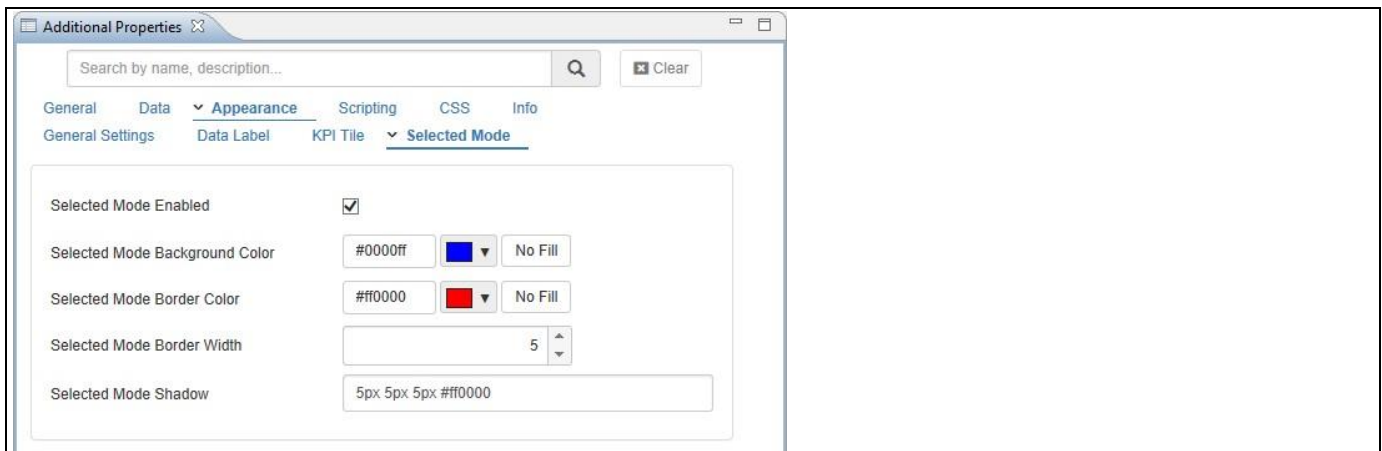 Additional Properties
Search by name, description...
Clear
General Data Appearance Scripting CSS Info
General Settings Data Label KPI Tile Selected Mode
Selected Mode Enabled
Selected Mode Background Color #0000ff No Fill
Selected Mode Border Color #ff0000 No Fill
Selected Mode Border Width 5
Selected Mode Shadow 5px 5px 5px #ff0000